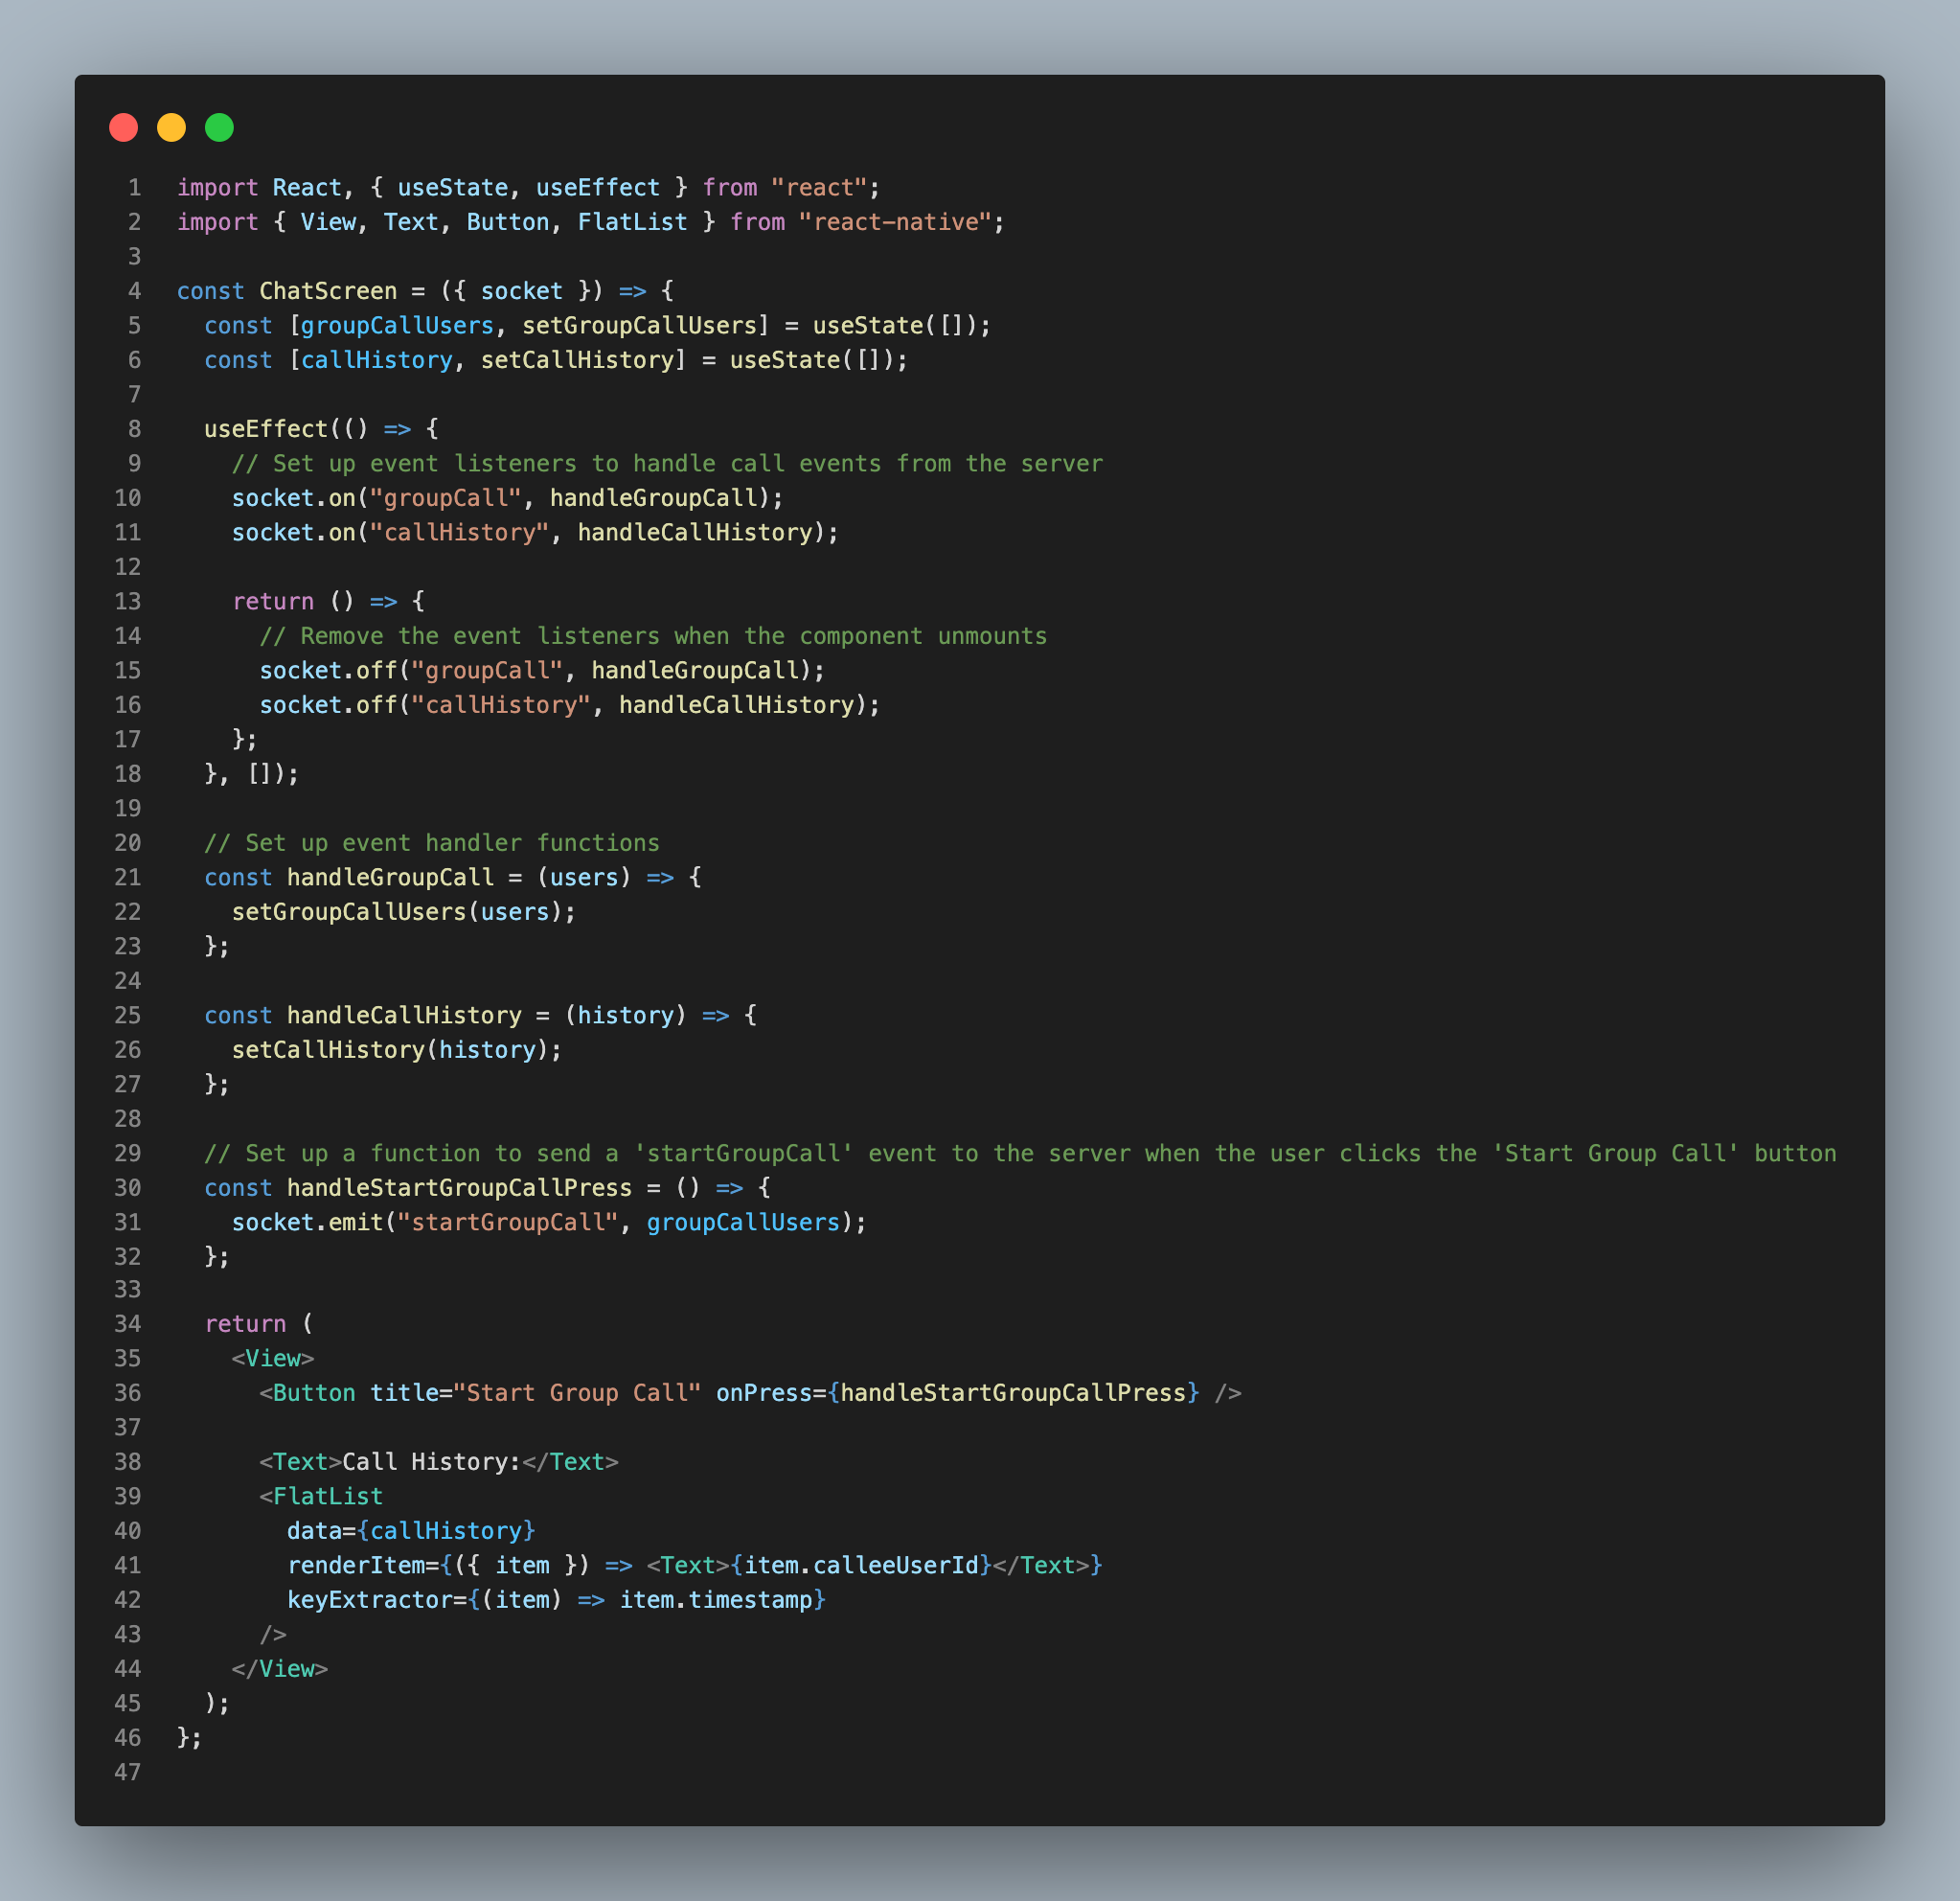 1 import React, { useState, useEffect } from "react";
2 import { View, Text, Button, FlatList } from "react-native";
3
4 const ChatScreen = ({ socket }) => {
5   const [groupCallUsers, setGroupCallUsers] = useState([]);
6   const [callHistory, setCallHistory] = useState([]);
7
8   useEffect(() => {
9     // Set up event listeners to handle call events from the server
10     socket.on("groupCall", handleGroupCall);
11     socket.on("callHistory", handleCallHistory);
12
13     return () => {
14       // Remove the event listeners when the component unmounts
15       socket.off("groupCall", handleGroupCall);
16       socket.off("callHistory", handleCallHistory);
17     };
18   }, []);
19
20   // Set up event handler functions
21   const handleGroupCall = (users) => {
22     setGroupCallUsers(users);
23   };
24
25   const handleCallHistory = (history) => {
26     setCallHistory(history);
27   };
28
29   // Set up a function to send a 'startGroupCall' event to the server when the user clicks the 'Start Group Call' button
30   const handleStartGroupCallPress = () => {
31     socket.emit("startGroupCall", groupCallUsers);
32   };
33
34   return (
35     <View>
36       <Button title="Start Group Call" onPress={handleStartGroupCallPress} />
37
38       <Text>Call History:</Text>
39       <FlatList
40         data={callHistory}
41         renderItem={({ item }) => <Text>{item.calleeUserId}</Text>}
42         keyExtractor={(item) => item.timestamp}
43       />
44     </View>
45   );
46 };
47